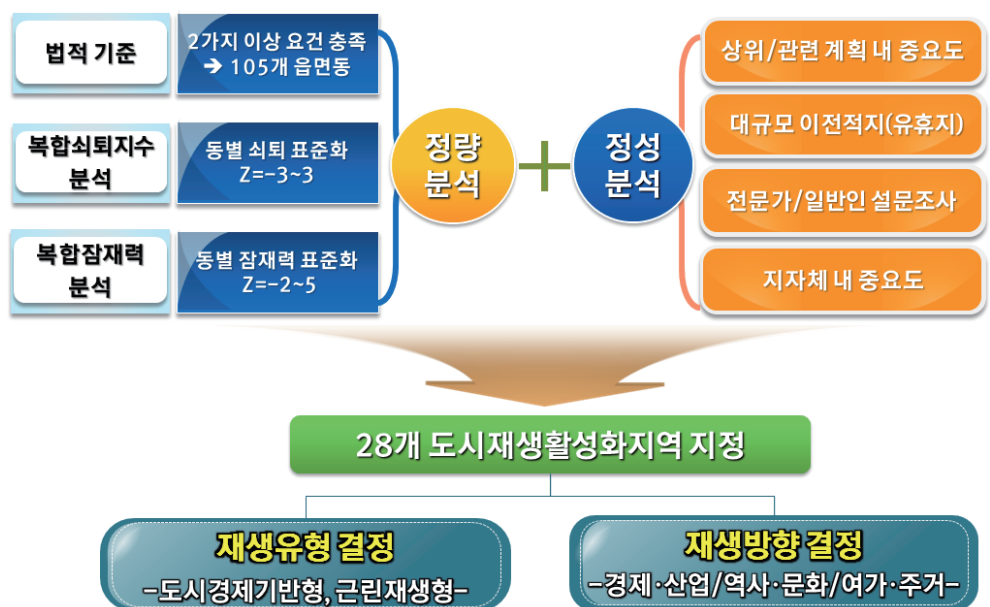 법적 기준
2가지 이상 요건 충족
➔ 105개 읍면동
복합쇠퇴지수
분석
동별 쇠퇴 표준화
Z=-3~3
복합잠재력
분석
동별 잠재력 표준화
Z=-2~5
정량
분석
+
정성
분석
상위/관련 계획 내 중요도
대규모 이전적지(유휴지)
전문가/일반인 설문조사
지자체 내 중요도
28개 도시재생활성화지역 지정
재생유형 결정
-도시경제기반형, 근린재생형-
재생방향 결정
-경제·산업/역사·문화/여가·주거-